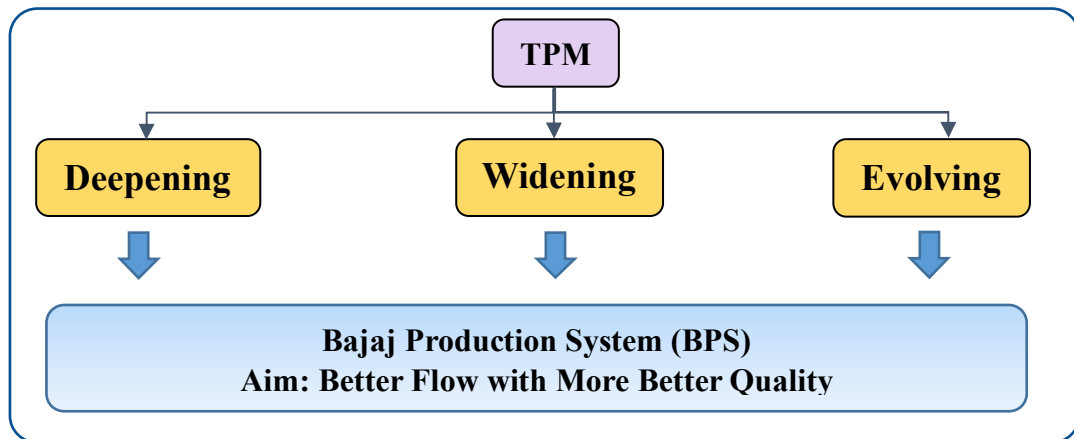 TPM
Deepening
Widening
Evolving
Bajaj Production System (BPS)
Aim: Better Flow with More Better Quality